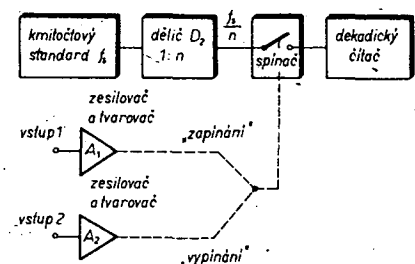 kmitočtový
standard fₛ
dělič D₂
1:n
fₛ
n
spínač
dekadický
čítač
zesilovač
a tvarovač
vstup 1
A₁
„zapínání"
zesilovač
a tvarovač
vstup 2
A₂
„vypínání"